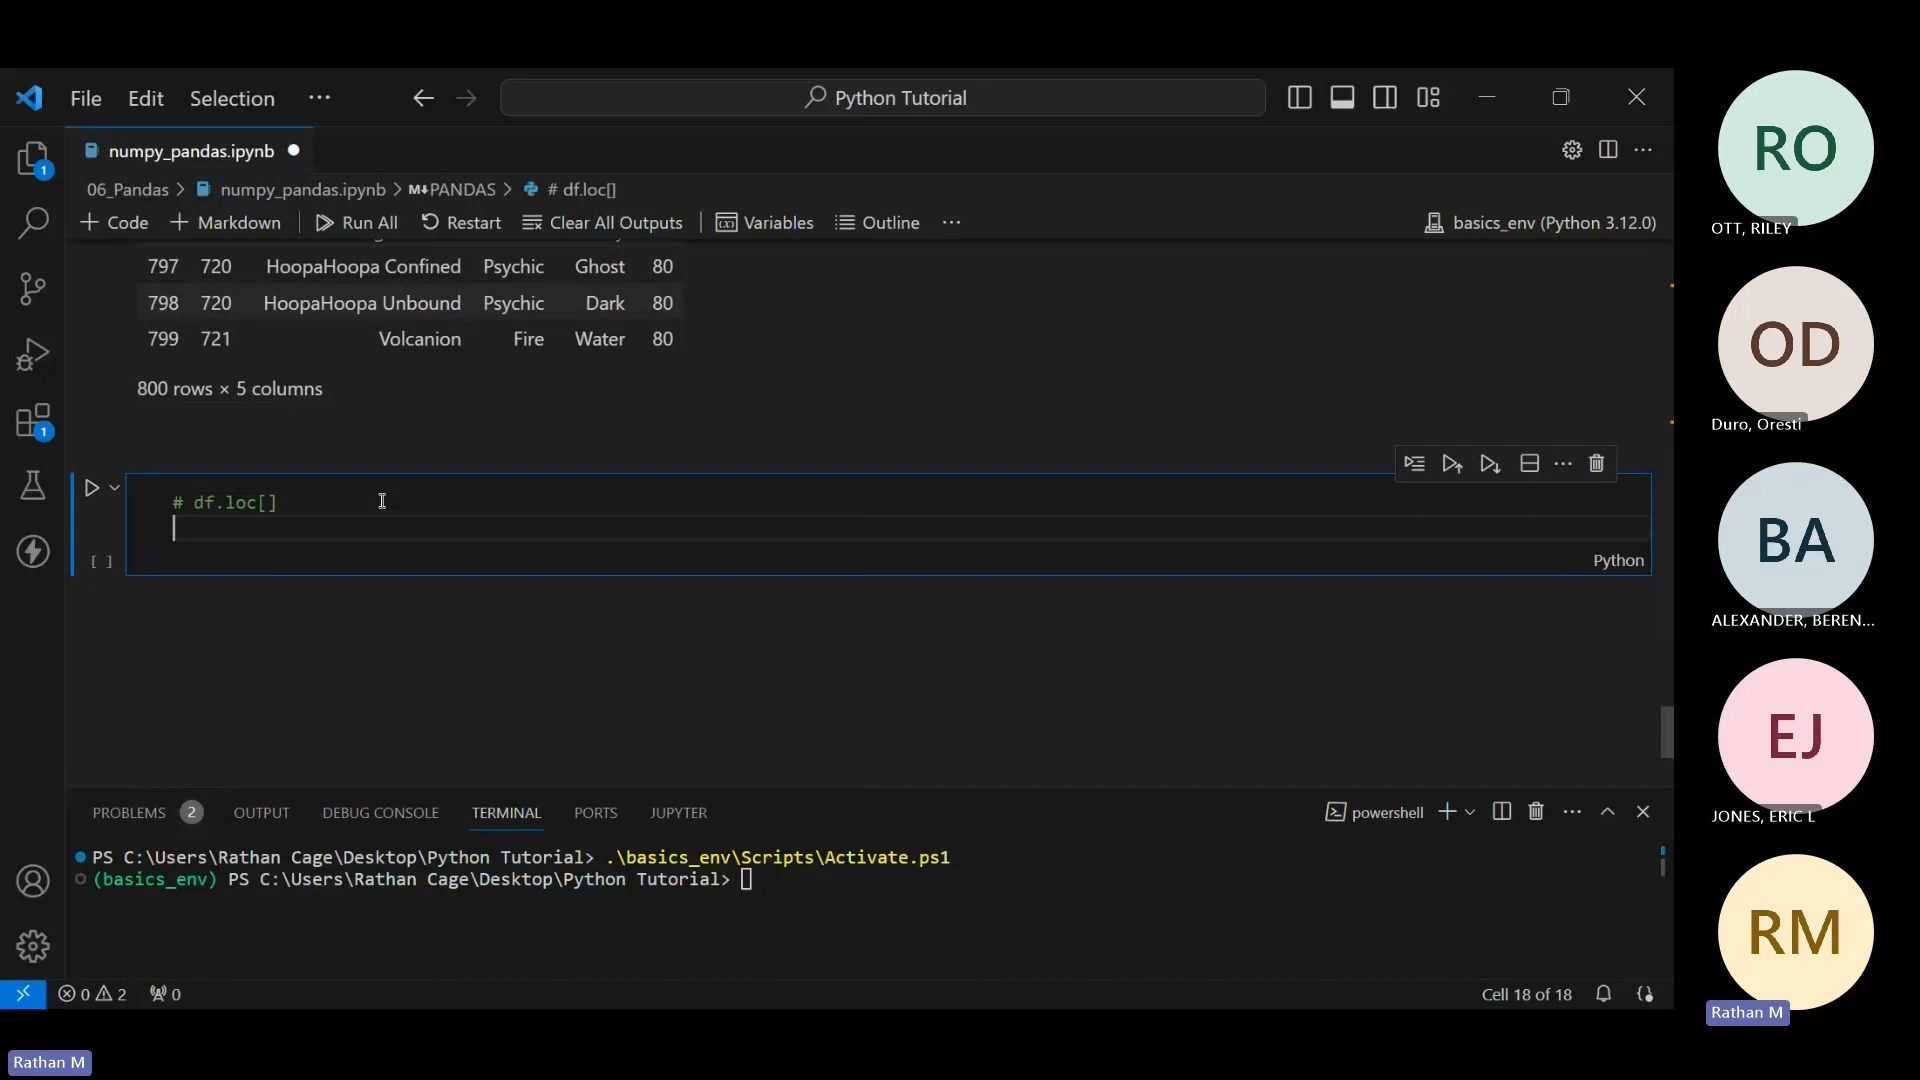 File Edit Selection ··· Python Tutorial
numpy_pandas.ipynb
06_Pandas > numpy_pandas.ipynb > M↓PANDAS > # df.loc[]
+ Code + Markdown Run All Restart Clear All Outputs Variables Outline ··· basics_env (Python 3.12.0)
797 720 HoopaHoopa Confined Psychic Ghost 80
798 720 HoopaHoopa Unbound Psychic Dark 80
799 721 Volcanion Fire Water 80
800 rows × 5 columns
# df.loc[]
[ ]
Python
PROBLEMS 2 OUTPUT DEBUG CONSOLE TERMINAL PORTS JUPYTER powershell
PS C:\Users\Rathan Cage\Desktop\Python Tutorial> .\basics_env\Scripts\Activate.ps1
(basics_env) PS C:\Users\Rathan Cage\Desktop\Python Tutorial>
0 2 0 Cell 18 of 18
1
1
RO
OTT, RILEY
OD
Duro, Oresti
BA
ALEXANDER, BEREN...
EJ
JONES, ERIC L
RM
Rathan M
Rathan M